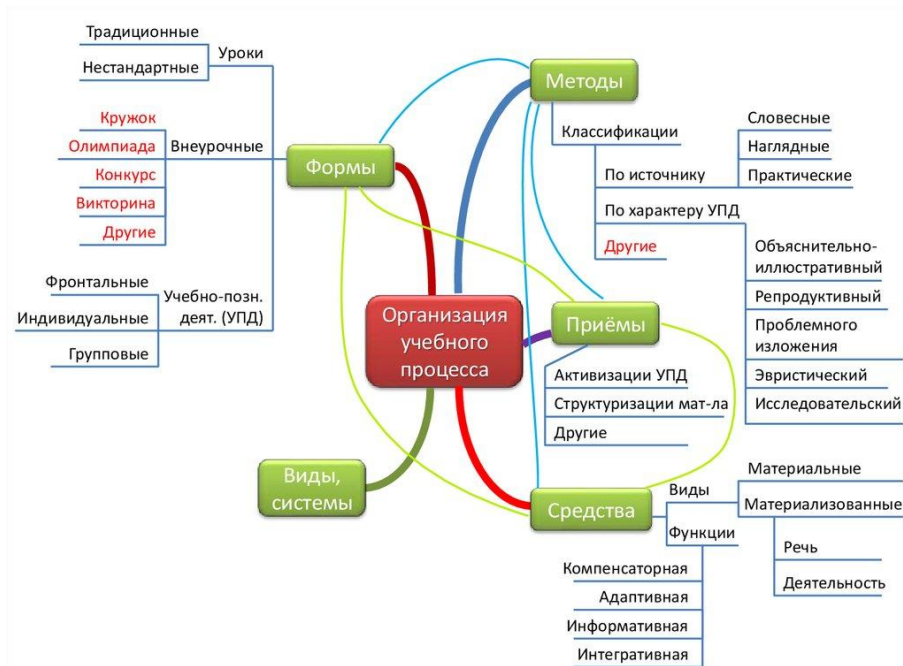 Традиционные
Уроки
Нестандартные
Кружок
Олимпиада
Внеурочные
Конкурс
Викторина
Другие
Формы
Фронтальные
Индивидуальные
Учебно-позн.
деят. (УПД)
Групповые
Методы
Классификации
По источнику
Словесные
Наглядные
Практические
По характеру УПД
Другие
Объяснительно-
иллюстративный
Репродуктивный
Проблемного
изложения
Эвристический
Исследовательский
Организация
учебного
процесса
Приёмы
Активизации УПД
Структуризации мат-ла
Другие
Виды,
системы
Средства
Виды
Материальные
Материализованные
Речь
Деятельность
Функции
Компенсаторная
Адаптивная
Информативная
Интегративная